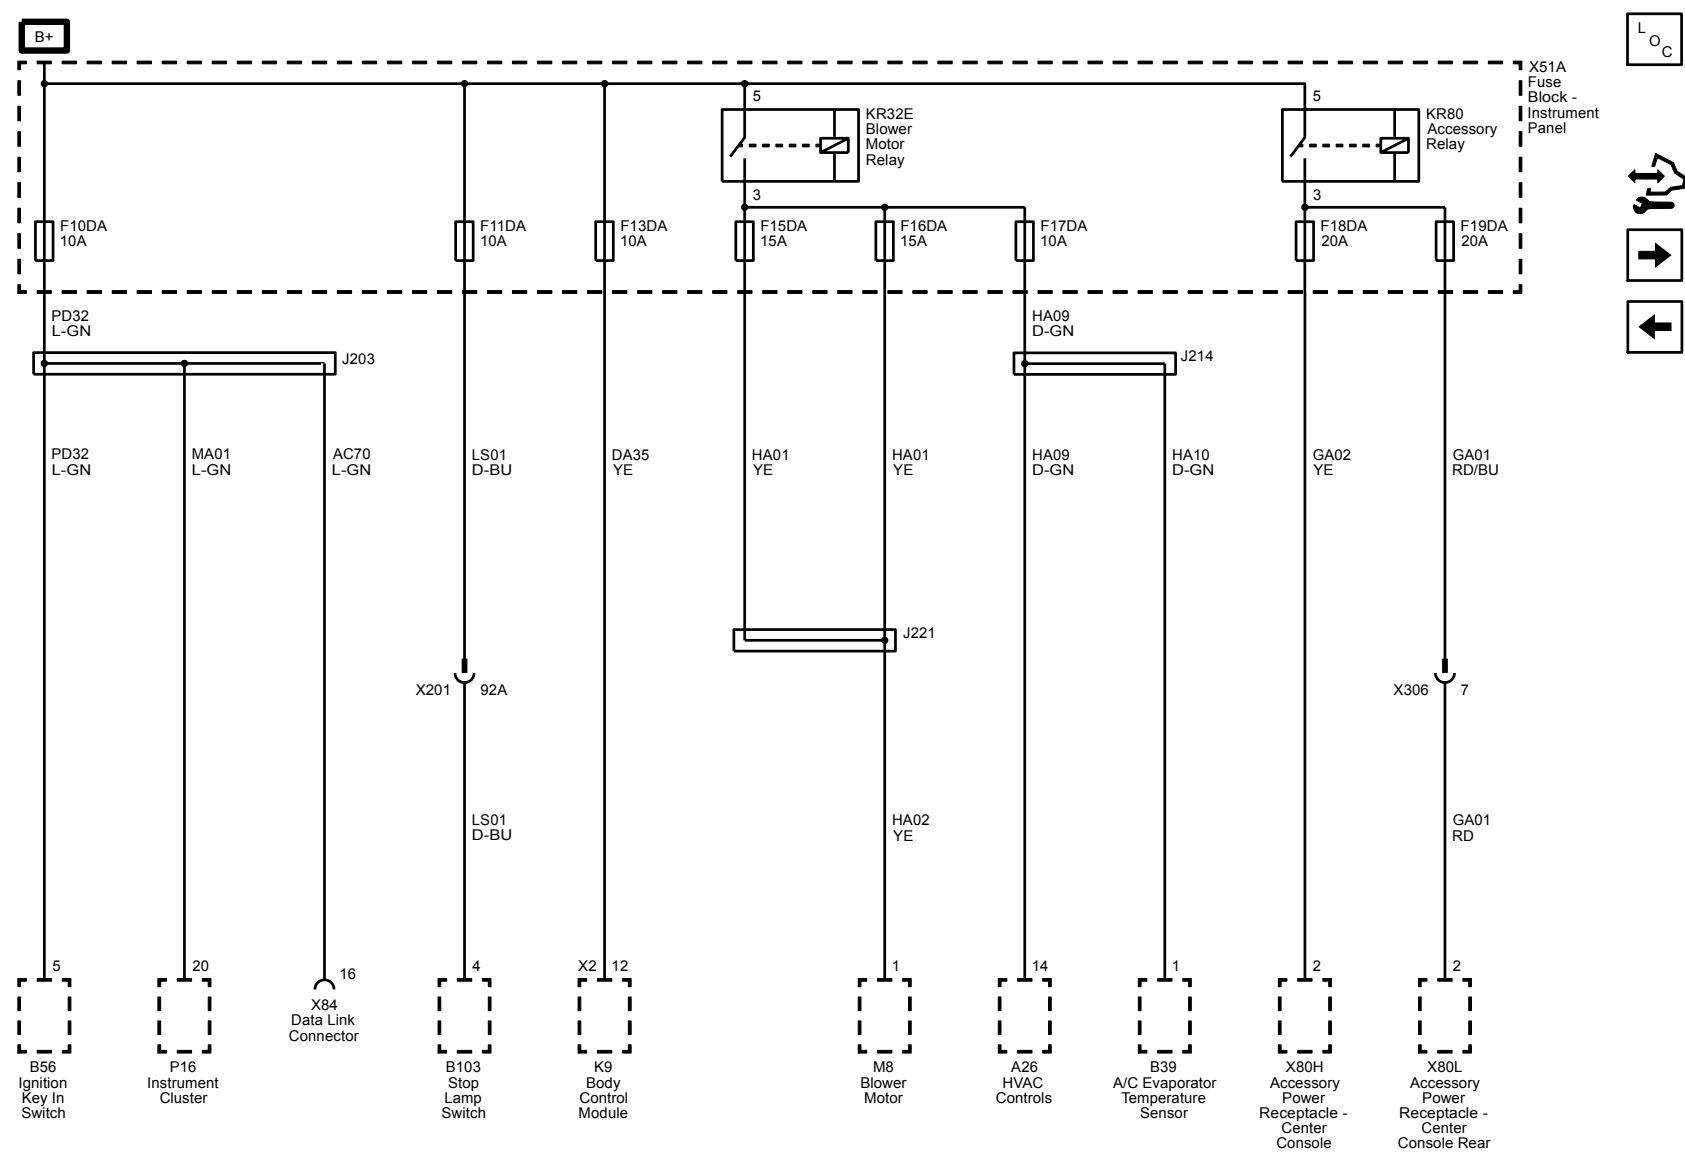 B+
L
O
C
X51A
Fuse
Block -
Instrument
Panel
5
KR32E
Blower
Motor
Relay
3
5
KR80
Accessory
Relay
3
F10DA
10A
F11DA
10A
F13DA
10A
F15DA
15A
F16DA
15A
F17DA
10A
F18DA
20A
F19DA
20A
PD32
L-GN
HA09
D-GN
J203
J214
PD32
L-GN
MA01
L-GN
AC70
L-GN
LS01
D-BU
DA35
YE
HA01
YE
HA01
YE
HA09
D-GN
HA10
D-GN
GA02
YE
GA01
RD/BU
J221
X201
92A
X306
7
LS01
D-BU
HA02
YE
GA01
RD
5
20
16
4
X2
12
1
14
1
2
2
B56
Ignition
Key In
Switch
P16
Instrument
Cluster
X84
Data Link
Connector
B103
Stop
Lamp
Switch
K9
Body
Control
Module
M8
Blower
Motor
A26
HVAC
Controls
B39
A/C Evaporator
Temperature
Sensor
X80H
Accessory
Power
Receptacle -
Center
Console
X80L
Accessory
Power
Receptacle -
Center
Console Rear